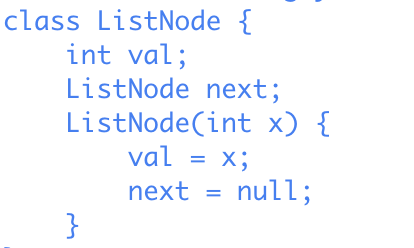 class ListNode {
    int val;
    ListNode next;
    ListNode(int x) {
        val = x;
        next = null;
    }